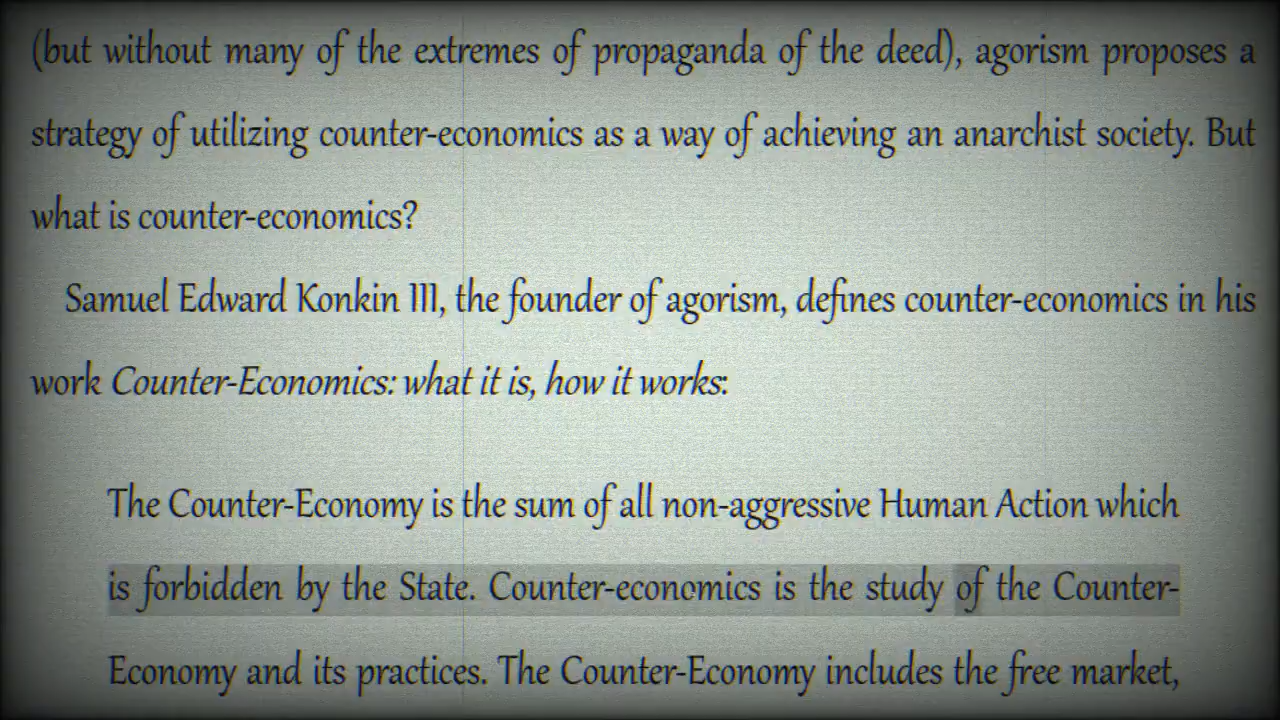 (but without many of the extremes of propaganda of the deed), agorism proposes a
strategy of utilizing counter-economics as a way of achieving an anarchist society. But
what is counter-economics?
Samuel Edward Konkin III, the founder of agorism, defines counter-economics in his
work Counter-Economics: what it is, how it works:
The Counter-Economy is the sum of all non-aggressive Human Action which
is forbidden by the State. Counter-economics is the study of the Counter-
Economy and its practices. The Counter-Economy includes the free market,